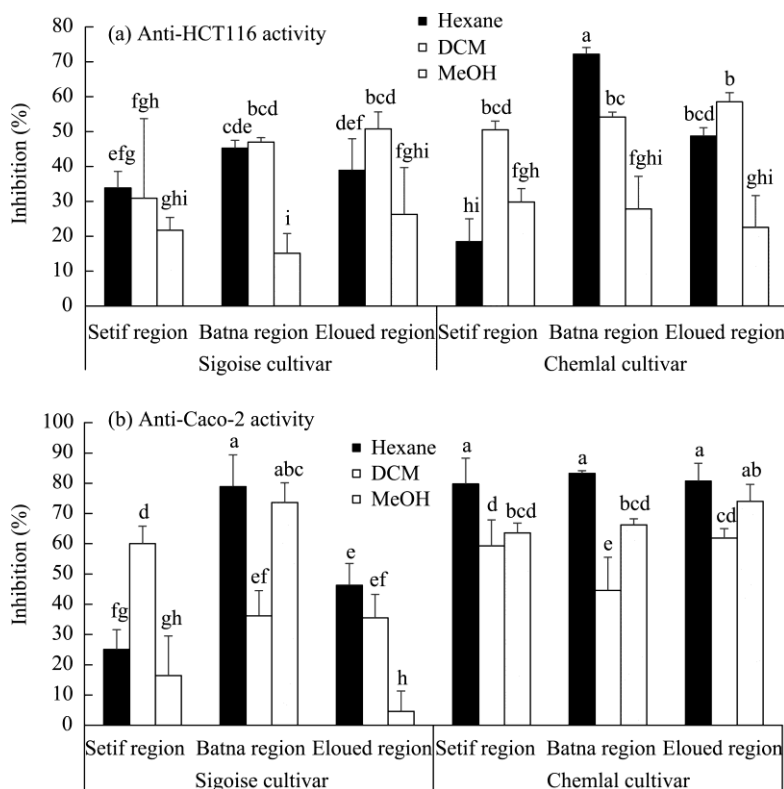 (a) Anti-HCT116 activity
Hexane
DCM
MeOH
Inhibition (%)
80
70
60
50
40
30
20
10
0
efg
fgh
ghi
cde
bcd
i
def
bcd
fghi
hi
bcd
fgh
a
bc
fghi
bcd
b
ghi
Setif region Batna region Eloued region Setif region Batna region Eloued region
Sigoise cultivar Chemlal cultivar
(b) Anti-Caco-2 activity
Hexane
DCM
MeOH
Inhibition (%)
100
90
80
70
60
50
40
30
20
10
0
fg
d
gh
a
ef
abc
e
ef
h
a
d
bcd
a
e
bcd
a
cd
ab
Setif region Batna region Eloued region Setif region Batna region Eloued region
Sigoise cultivar Chemlal cultivar